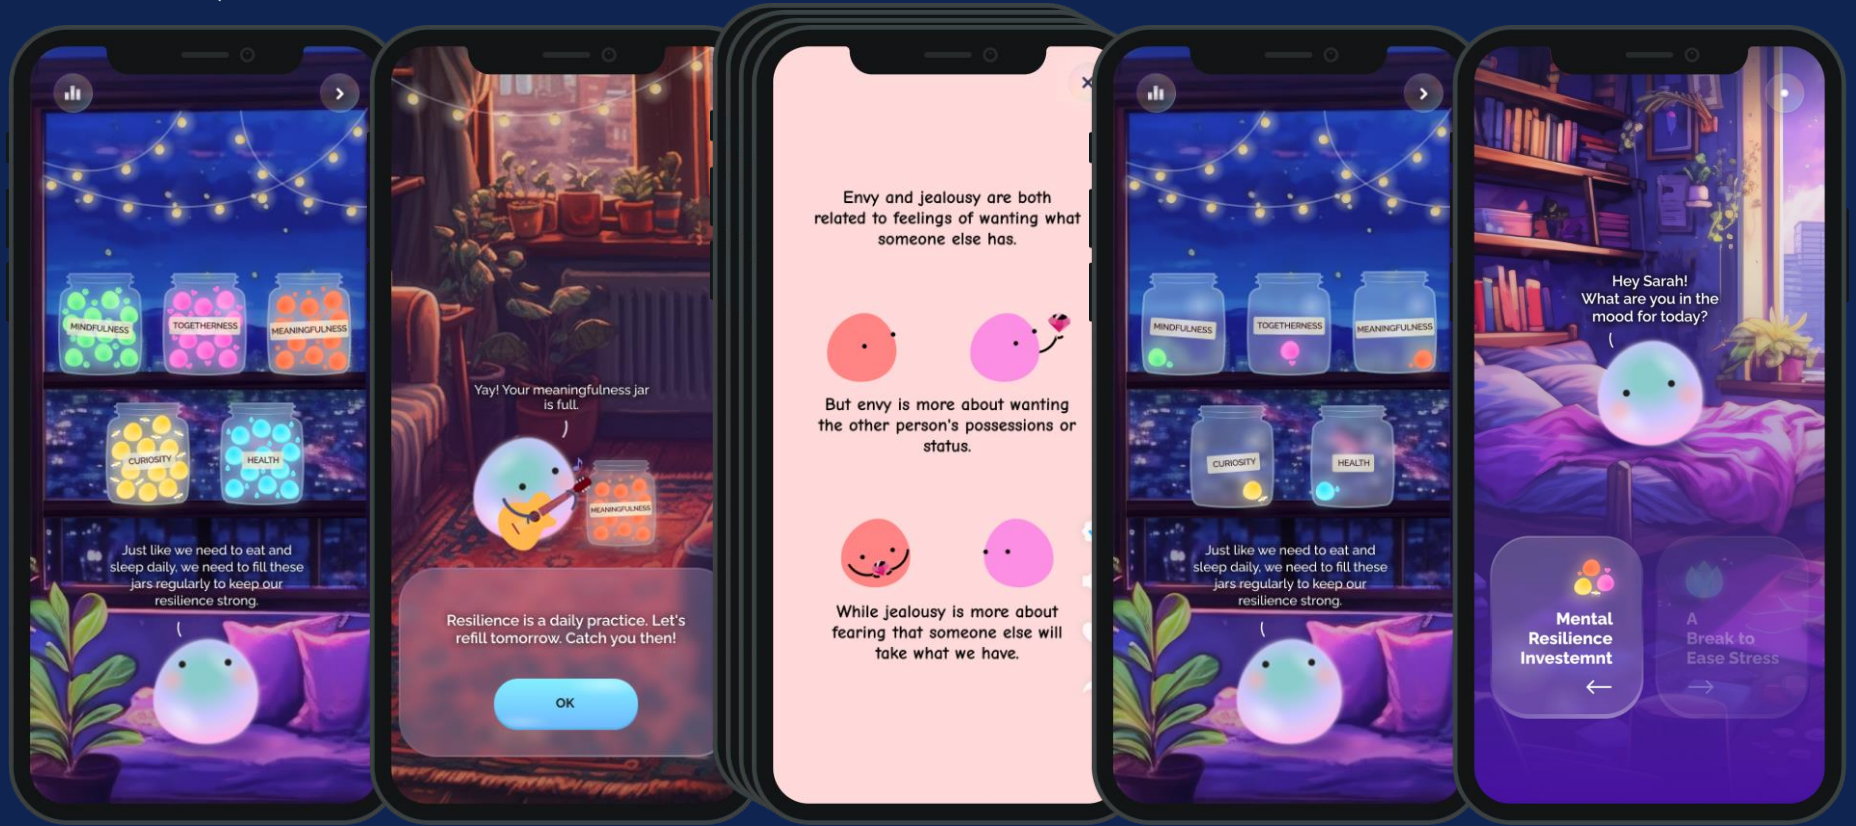 MINDFULNESS
TOGETHERNESS
MEANINGFULNESS
CURIOSITY
HEALTH
Just like we need to eat and
sleep daily, we need to fill these
jars regularly to keep our
resilience strong.
Yay! Your meaningfulness jar
is full.
MEANINGFULNESS
Resilience is a daily practice. Let's
refill tomorrow. Catch you then!
OK
Envy and jealousy are both
related to feelings of wanting what
someone else has.
But envy is more about wanting
the other person's possessions or
status.
While jealousy is more about
fearing that someone else will
take what we have.
MINDFULNESS
TOGETHERNESS
MEANINGFULNESS
CURIOSITY
HEALTH
Just like we need to eat and
sleep daily, we need to fill these
jars regularly to keep our
resilience strong.
Hey Sarah!
What are you in the
mood for today?
Mental
Resilience
Investemnt
A
Break to
Ease Stress